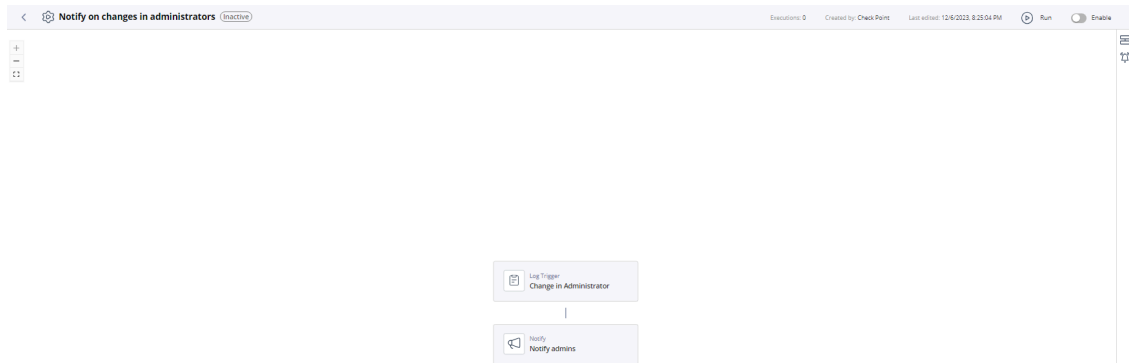 Notify on changes in administrators Inactive Executions: 0 Created by: Check Point Last edited: 12/6/2023, 8:25:04 PM Run Enable
Log Trigger
Change in Administrator
Notify
Notify admins